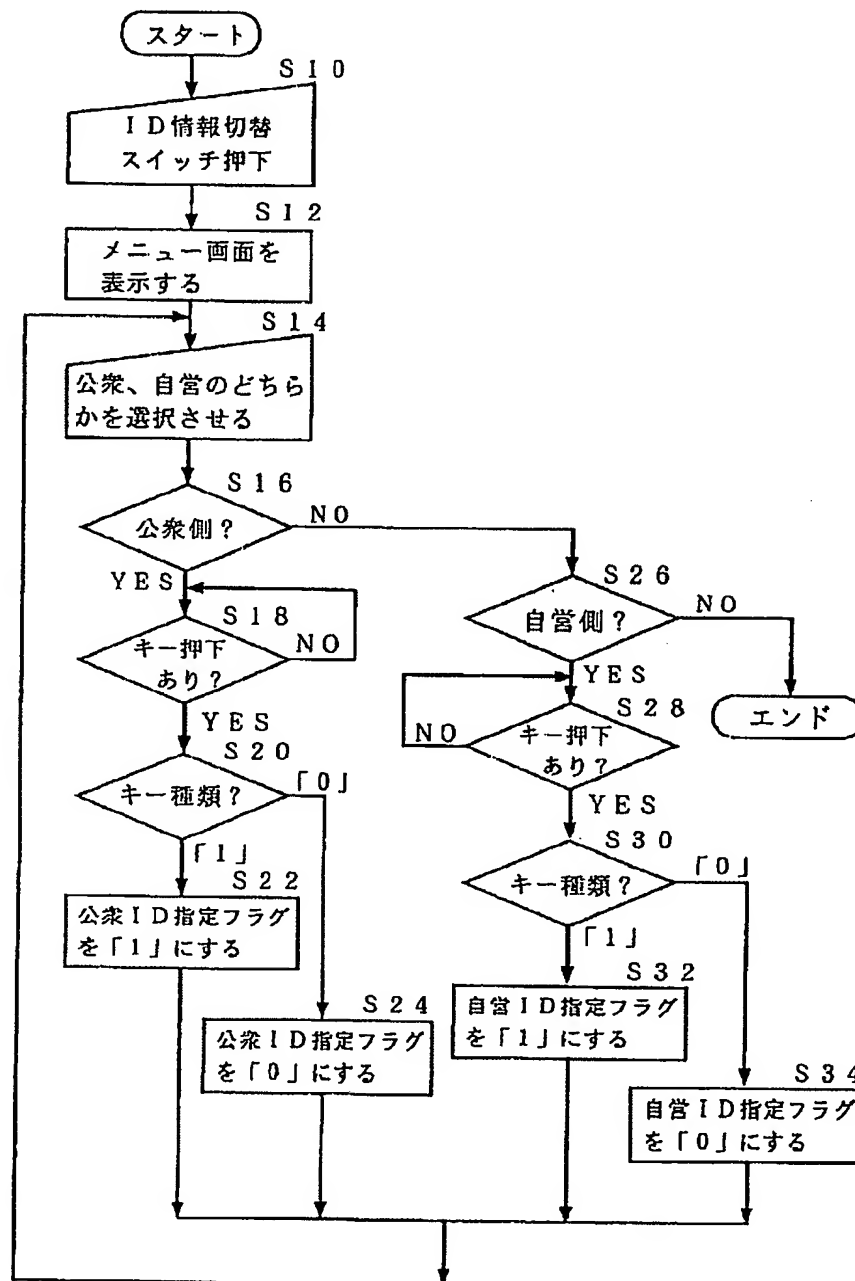 スタート
S10
ID情報切替
スイッチ押下
S12
メニュー画面を
表示する
S14
公衆、自営のどちら
かを選択させる
S16
公衆側?
NO
YES
S18
キー押下
あり?
NO
YES
S20
キー種類?
「0」
「1」
S22
公衆ID指定フラグ
を「1」にする
S24
公衆ID指定フラグ
を「0」にする
S26
自営側?
NO
YES
エンド
S28
キー押下
あり?
NO
YES
S30
キー種類?
「0」
「1」
S32
自営ID指定フラグ
を「1」にする
S34
自営ID指定フラグ
を「0」にする